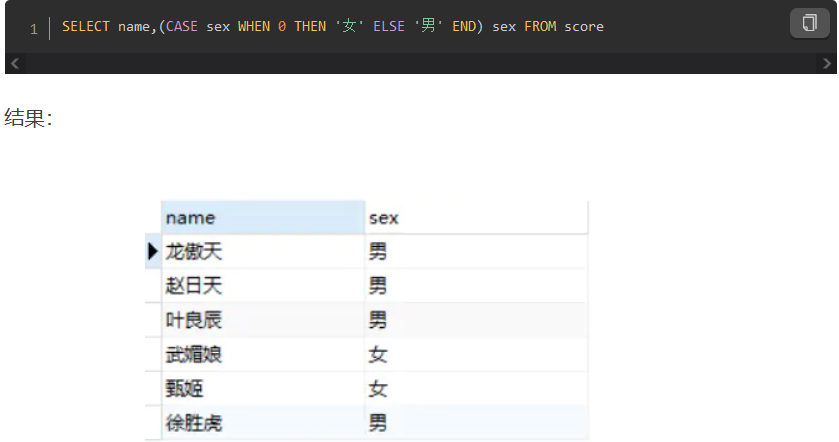 1 SELECT name,(CASE sex WHEN 0 THEN '女' ELSE '男' END) sex FROM score
结果：
name sex
龙傲天 男
赵日天 男
叶良辰 男
武媚娘 女
甄姬 女
徐胜虎 男